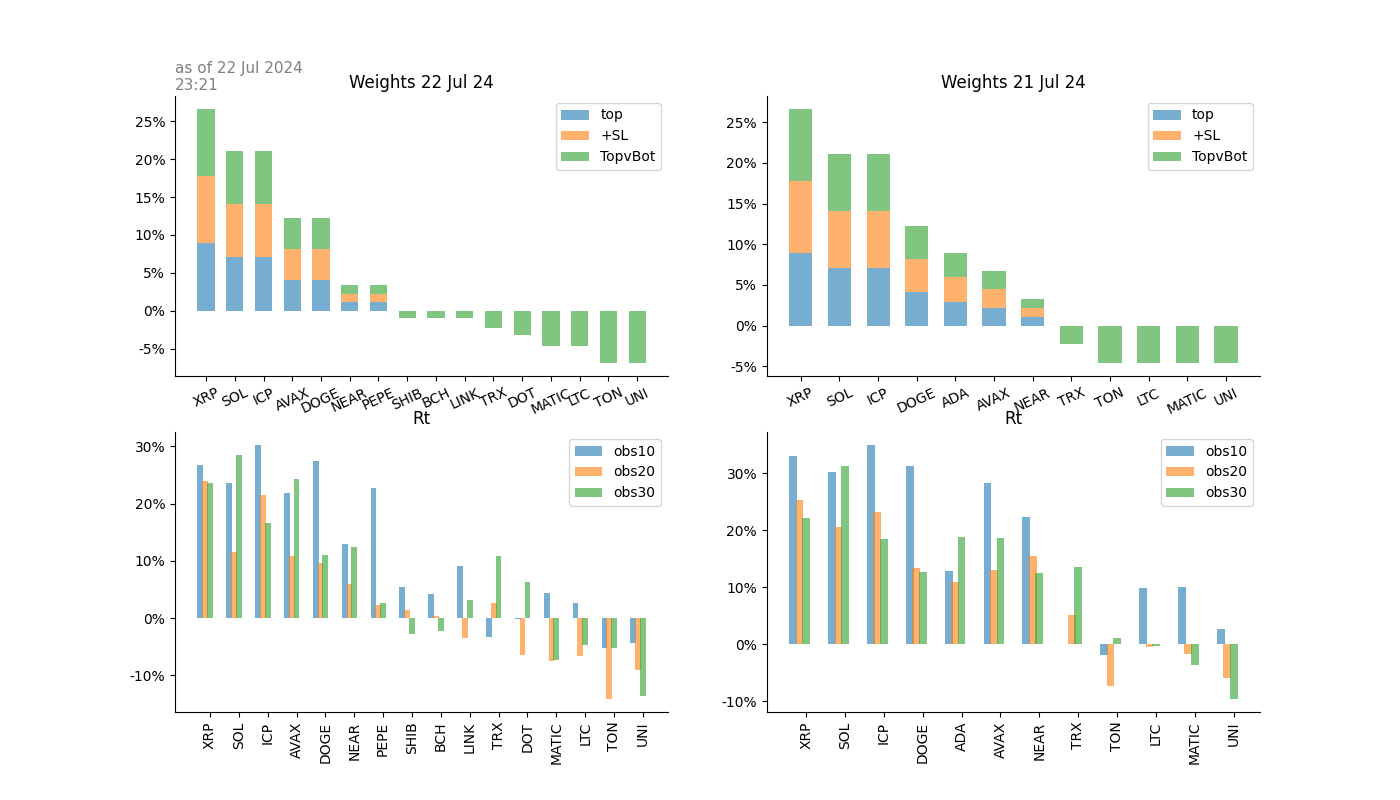 as of 22 Jul 2024
23:21
Weights 22 Jul 24
25%
20%
15%
10%
5%
0%
-5%
top
+SL
TopvBot
XRP SOL ICP AVAX DOGE NEAR PEPE SHIB BCH LINK TRX DOT MATIC LTC TON UNI
Weights 21 Jul 24
25%
20%
15%
10%
5%
0%
-5%
top
+SL
TopvBot
XRP SOL ICP DOGE ADA AVAX NEAR TRX TON LTC MATIC UNI
Rt
30%
20%
10%
0%
-10%
obs10
obs20
obs30
XRP SOL ICP AVAX DOGE NEAR PEPE SHIB BCH LINK TRX DOT MATIC LTC TON UNI
Rt
30%
20%
10%
0%
-10%
obs10
obs20
obs30
XRP SOL ICP DOGE ADA AVAX NEAR TRX TON LTC MATIC UNI